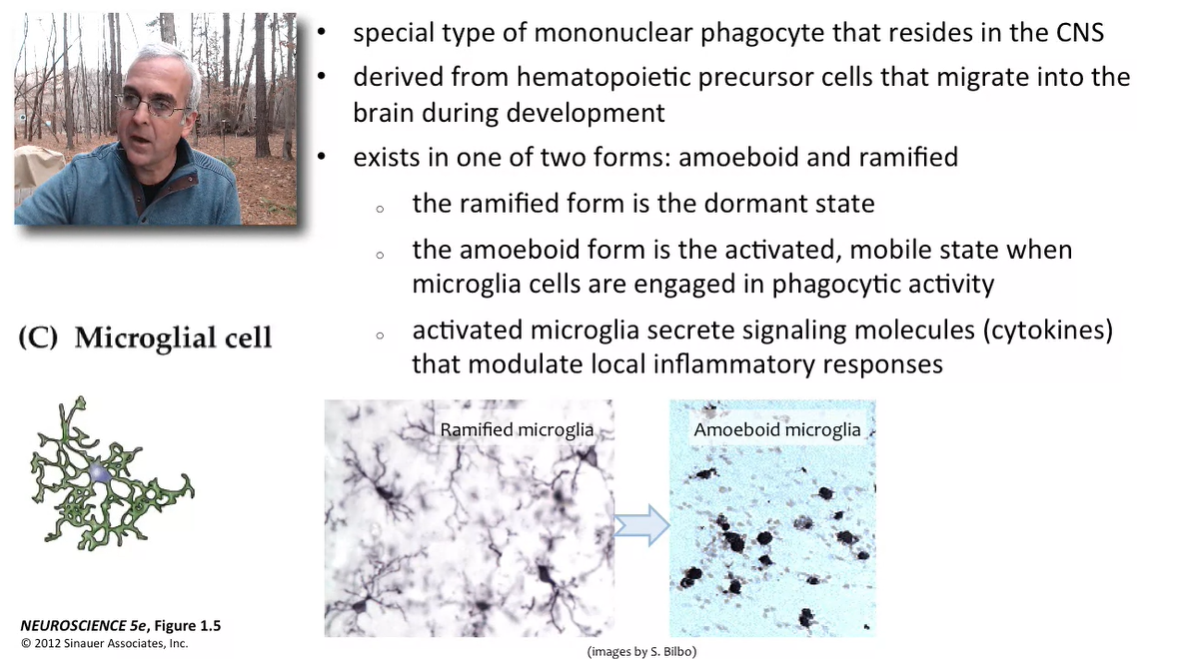 • special type of mononuclear phagocyte that resides in the CNS
• derived from hematopoietic precursor cells that migrate into the
brain during development
• exists in one of two forms: amoeboid and ramified
○ the ramified form is the dormant state
○ the amoeboid form is the activated, mobile state when
microglia cells are engaged in phagocytic activity
○ activated microglia secrete signaling molecules (cytokines)
that modulate local inflammatory responses
(C) Microglial cell
Ramified microglia
Amoeboid microglia
NEUROSCIENCE 5e, Figure 1.5
© 2012 Sinauer Associates, Inc.
(images by S. Bilbo)